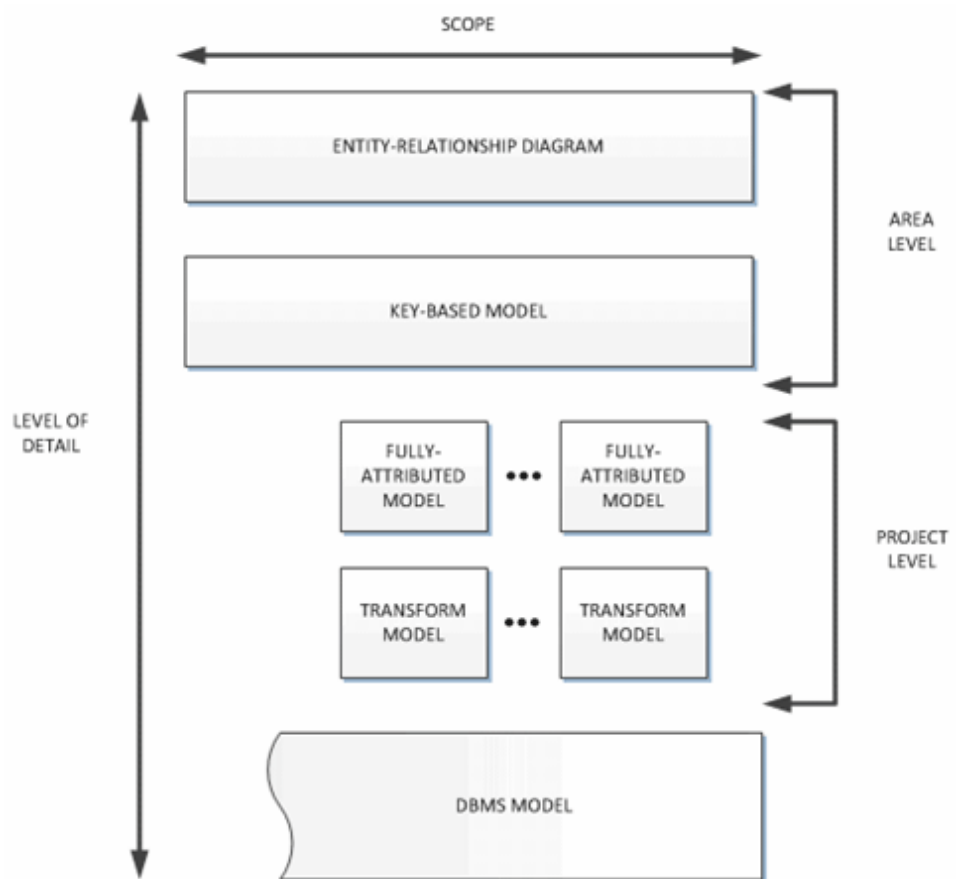 SCOPE
ENTITY-RELATIONSHIP DIAGRAM
AREA
LEVEL
KEY-BASED MODEL
LEVEL OF
DETAIL
FULLY-
ATTRIBUTED
MODEL
FULLY-
ATTRIBUTED
MODEL
PROJECT
LEVEL
TRANSFORM
MODEL
TRANSFORM
MODEL
DBMS MODEL